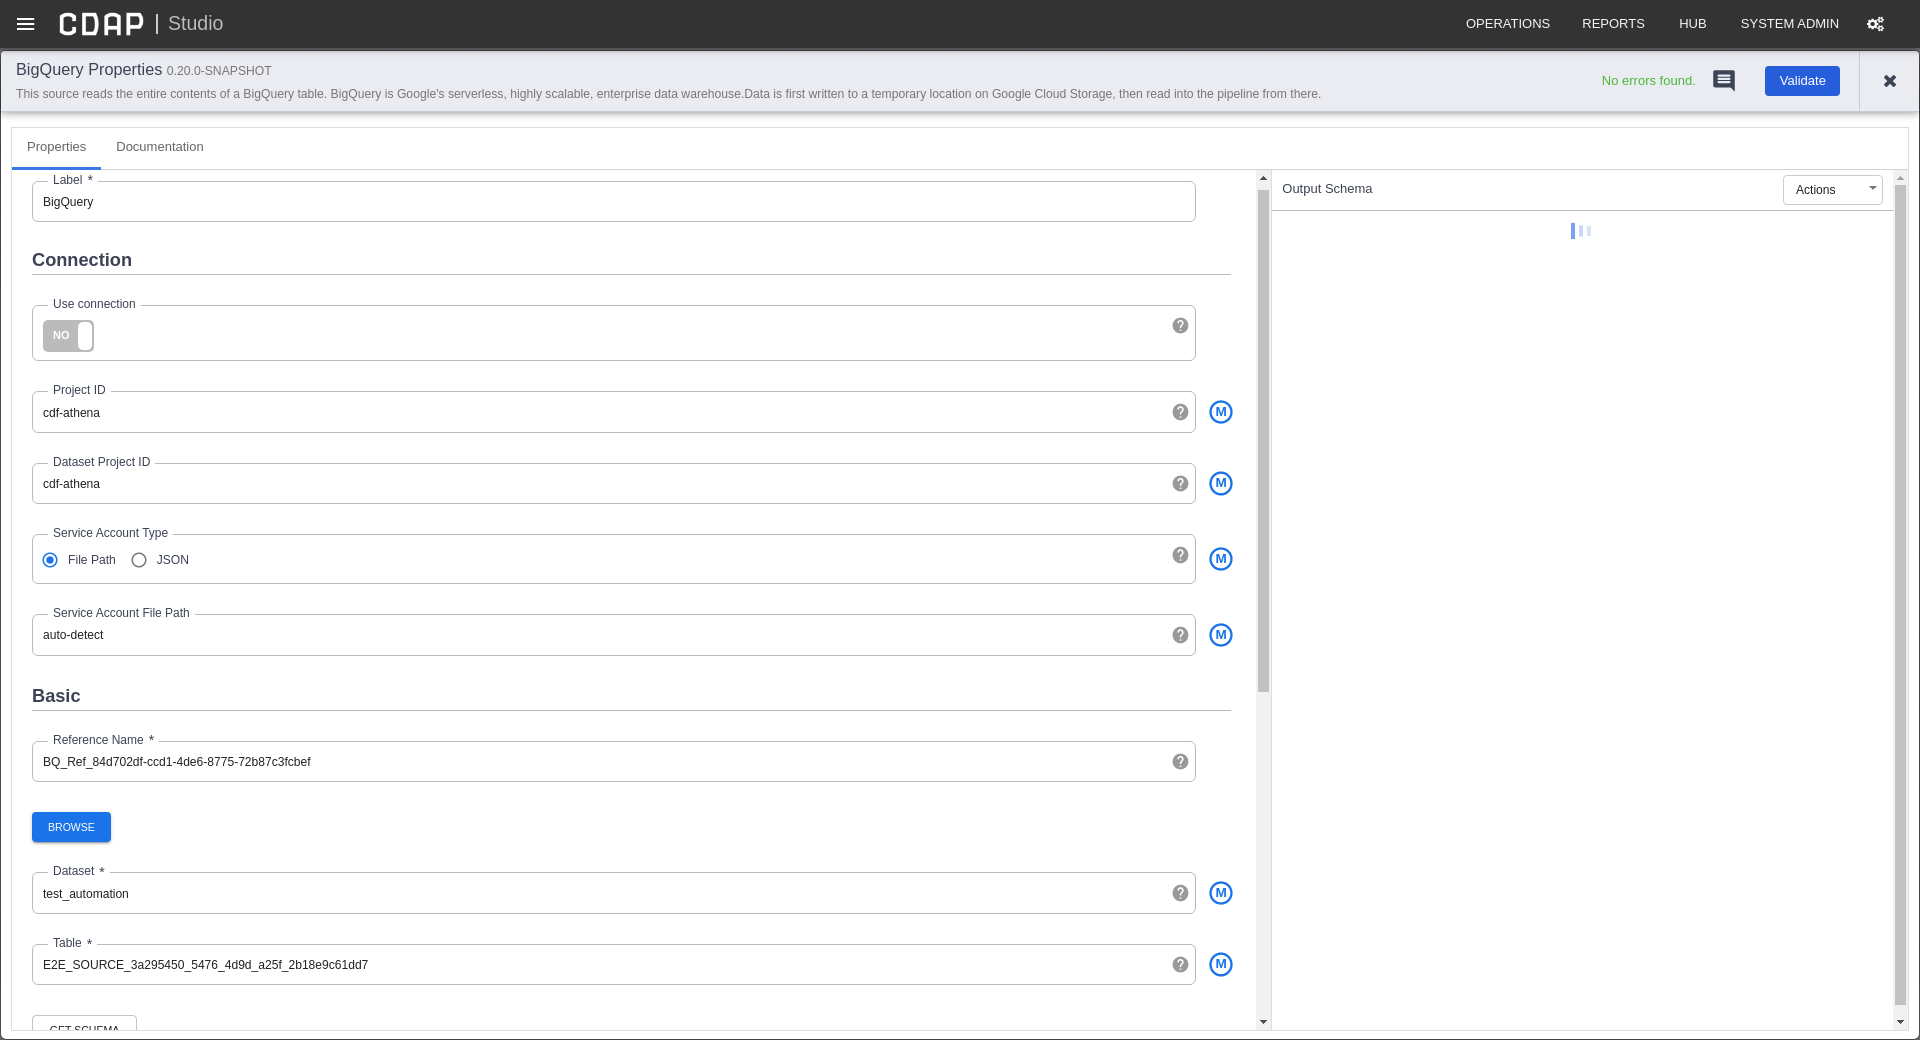 CDAP | Studio OPERATIONS REPORTS HUB SYSTEM ADMIN
BigQuery Properties 0.20.0-SNAPSHOT
This source reads the entire contents of a BigQuery table. BigQuery is Google's serverless, highly scalable, enterprise data warehouse.Data is first written to a temporary location on Google Cloud Storage, then read into the pipeline from there.
No errors found.
Validate
Properties Documentation
Label *
BigQuery
Connection
Use connection
NO
Project ID
cdf-athena
M
Dataset Project ID
cdf-athena
M
Service Account Type
File Path JSON
M
Service Account File Path
auto-detect
M
Basic
Reference Name *
BQ_Ref_84d702df-ccd1-4de6-8775-72b87c3fcbef
BROWSE
Dataset *
test_automation
M
Table *
E2E_SOURCE_3a295450_5476_4d9d_a25f_2b18e9c61dd7
M
GET SCHEMA
Output Schema
Actions